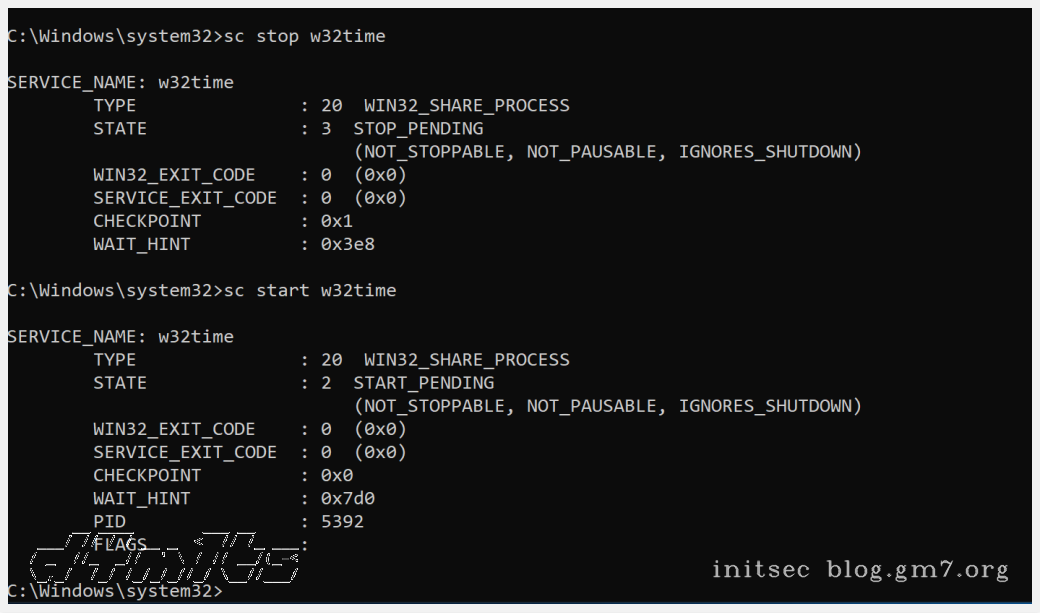 C:\Windows\system32>sc stop w32time
SERVICE_NAME: w32time
TYPE : 20 WIN32_SHARE_PROCESS
STATE : 3 STOP_PENDING
(NOT_STOPPABLE, NOT_PAUSABLE, IGNORES_SHUTDOWN)
WIN32_EXIT_CODE : 0 (0x0)
SERVICE_EXIT_CODE : 0 (0x0)
CHECKPOINT : 0x1
WAIT_HINT : 0x3e8
C:\Windows\system32>sc start w32time
SERVICE_NAME: w32time
TYPE : 20 WIN32_SHARE_PROCESS
STATE : 2 START_PENDING
(NOT_STOPPABLE, NOT_PAUSABLE, IGNORES_SHUTDOWN)
WIN32_EXIT_CODE : 0 (0x0)
SERVICE_EXIT_CODE : 0 (0x0)
CHECKPOINT : 0x0
WAIT_HINT : 0x7d0
PID : 5392
FLAGS :
initsec blog.gm7.org
C:\Windows\system32>